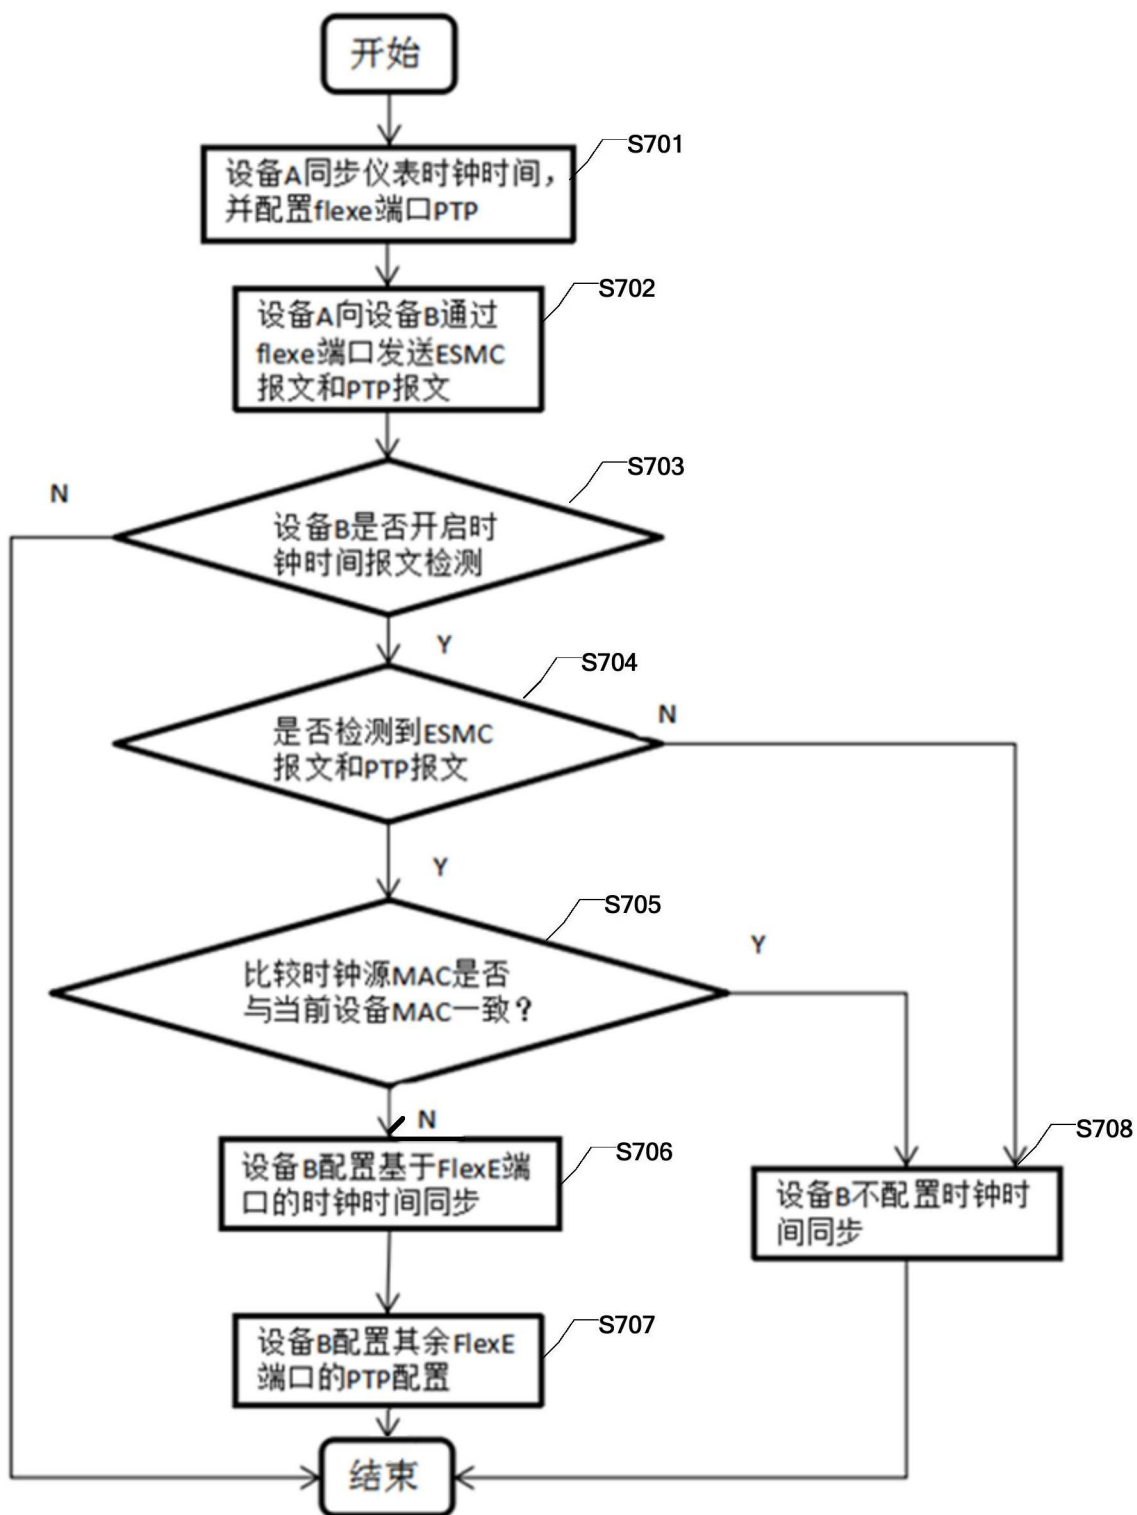 开始
S701
设备A同步仪表时钟时间，
并配置flexe端口PTP
S702
设备A向设备B通过
flexe端口发送ESMC
报文和PTP报文
S703
N
设备B是否开启时
钟时间报文检测
Y
S704
N
是否检测到ESMC
报文和PTP报文
Y
S705
Y
比较时钟源MAC是否
与当前设备MAC一致？
N
S706
设备B配置基于FlexE端
口的时钟时间同步
S708
设备B不配置时钟时
间同步
S707
设备B配置其余FlexE
端口的PTP配置
结束